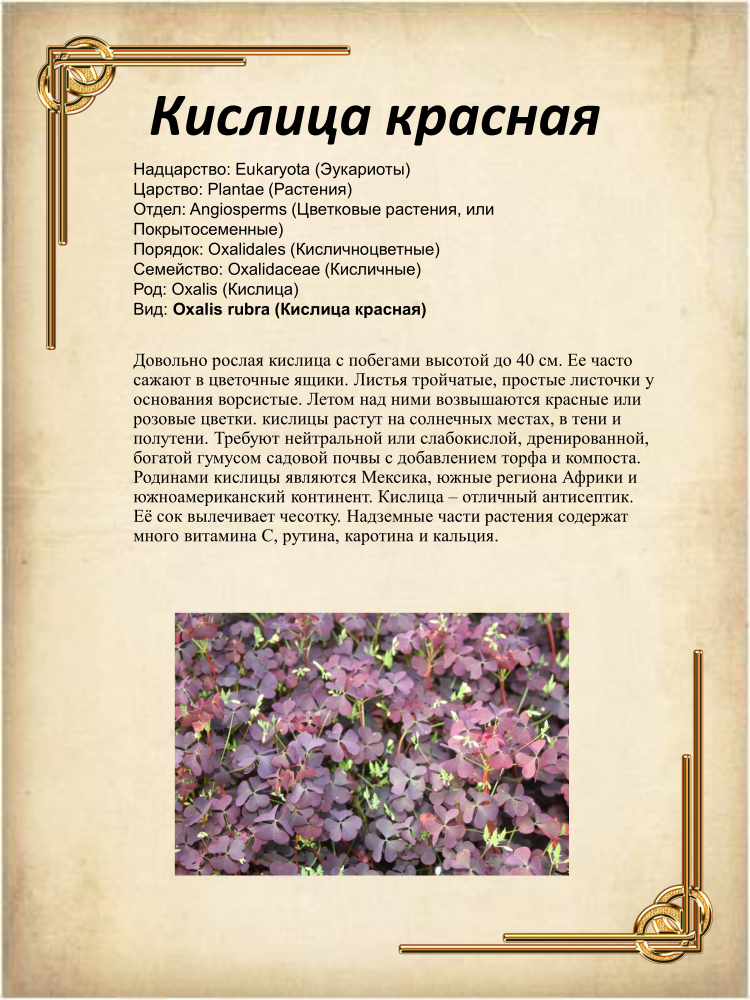 Кислица красная
Надцарство: Eukaryota (Эукариоты)
Царство: Plantae (Растения)
Отдел: Angiosperms (Цветковые растения, или
Покрытосеменные)
Порядок: Oxalidales (Кисличноцветные)
Семейство: Oxalidaceae (Кисличные)
Род: Oxalis (Кислица)
Вид: Oxalis rubra (Кислица красная)
Довольно рослая кислица с побегами высотой до 40 см. Ее часто
сажают в цветочные ящики. Листья тройчатые, простые листочки у
основания ворсистые. Летом над ними возвышаются красные или
розовые цветки. кислицы растут на солнечных местах, в тени и
полутени. Требуют нейтральной или слабокислой, дренированной,
богатой гумусом садовой почвы с добавлением торфа и компоста.
Родинами кислицы являются Мексика, южные региона Африки и
южноамериканский континент. Кислица – отличный антисептик.
Её сок вылечивает чесотку. Надземные части растения содержат
много витамина С, рутина, каротина и кальция.